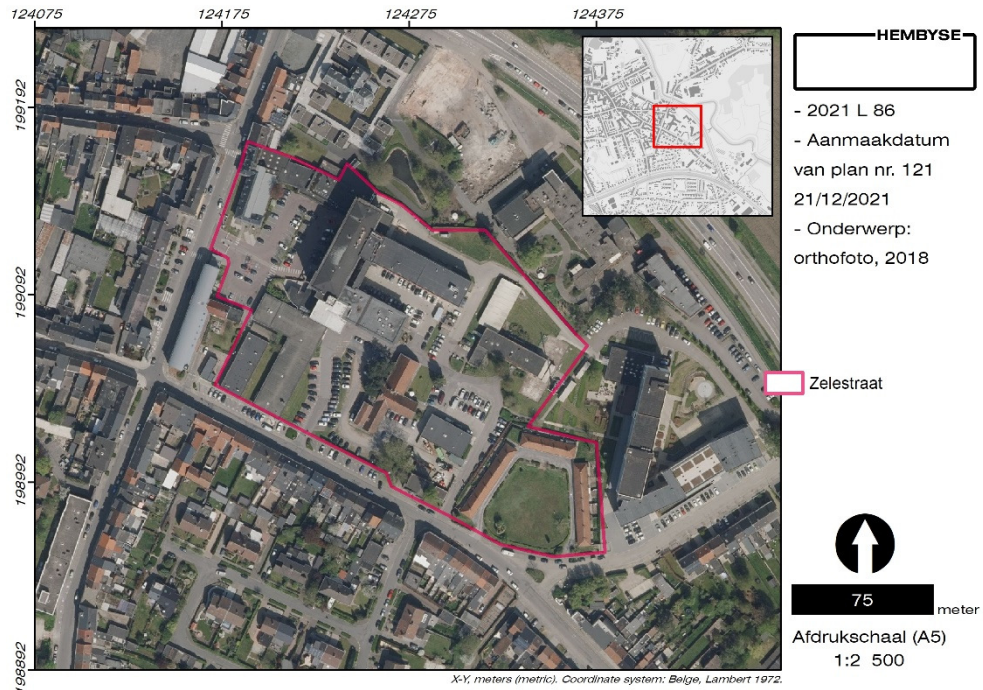 124075
124175
124275
124375
199192
199092
198992
198892
HEMBYSE
- 2021 L 86
- Aanmaakdatum
van plan nr. 121
21/12/2021
- Onderwerp:
orthofoto, 2018
Zelestraat
75
meter
Afdrukschaal (A5)
1:2 500
X-Y, meters (metric). Coordinate system: Belge, Lambert 1972.